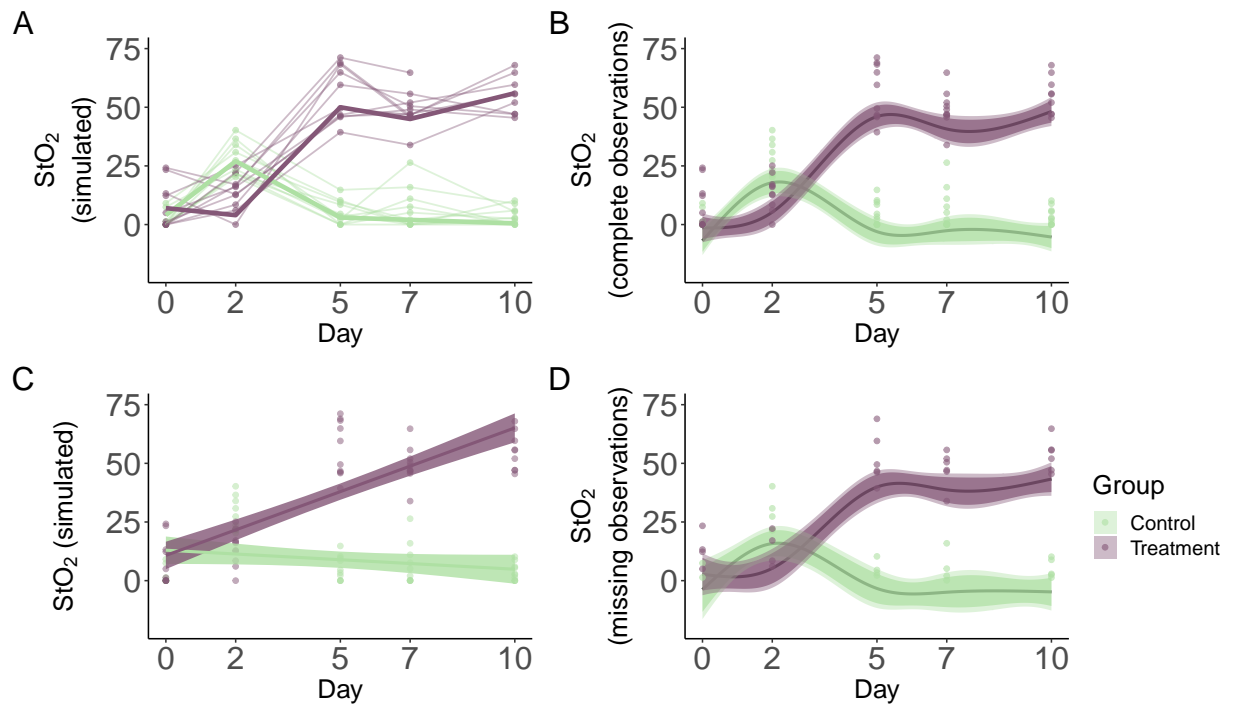 A
StO₂
(simulated)
75
50
25
0
0 2 5 7 10
Day
B
StO₂
(complete observations)
75
50
25
0
0 2 5 7 10
Day
C
StO₂ (simulated)
75
50
25
0
0 2 5 7 10
Day
D
StO₂
(missing observations)
75
50
25
0
0 2 5 7 10
Day
Group
Control
Treatment